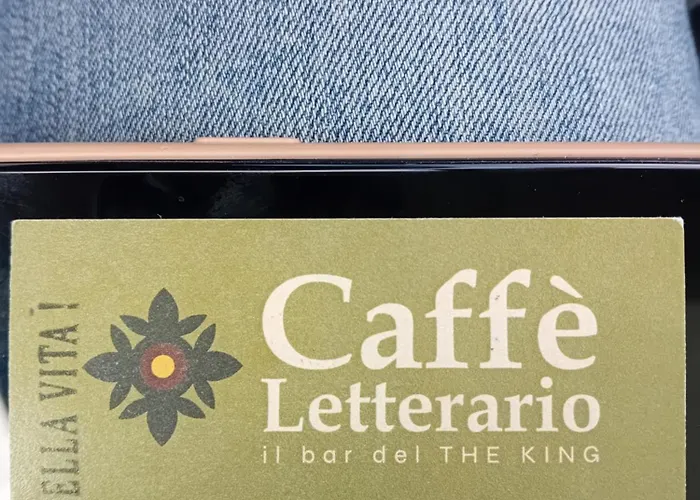 Caffè
Letterario
il bar del THE KING
ELLA VITA!